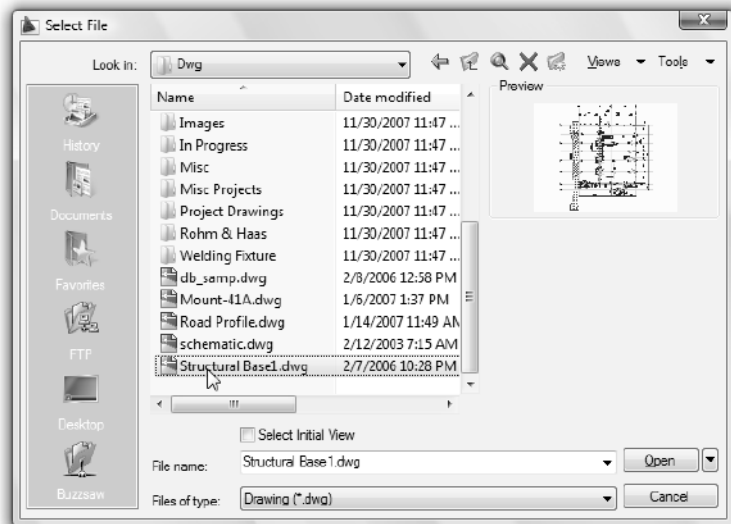 Select File
Look in: Dwg Views Tools
Name Date modified Preview
Images 11/30/2007 11:47 ...
In Progress 11/30/2007 11:47 ...
Misc 11/30/2007 11:47 ...
Misc Projects 11/30/2007 11:47 ...
Project Drawings 11/30/2007 11:47 ...
Rohm & Haas 11/30/2007 11:47 ...
Welding Fixture 11/30/2007 11:47 ...
db_samp.dwg 2/8/2006 12:58 PM
Mount-41A.dwg 1/6/2007 1:37 PM
Road Profile.dwg 1/14/2007 11:49 AM
schematic.dwg 2/12/2003 7:15 AM
Structural Base1.dwg 2/7/2006 10:28 PM
History
Documents
Favorites
FTP
Desktop
Buzzsaw
Select Initial View
File name: Structural Base1.dwg Open
Files of type: Drawing (*.dwg) Cancel